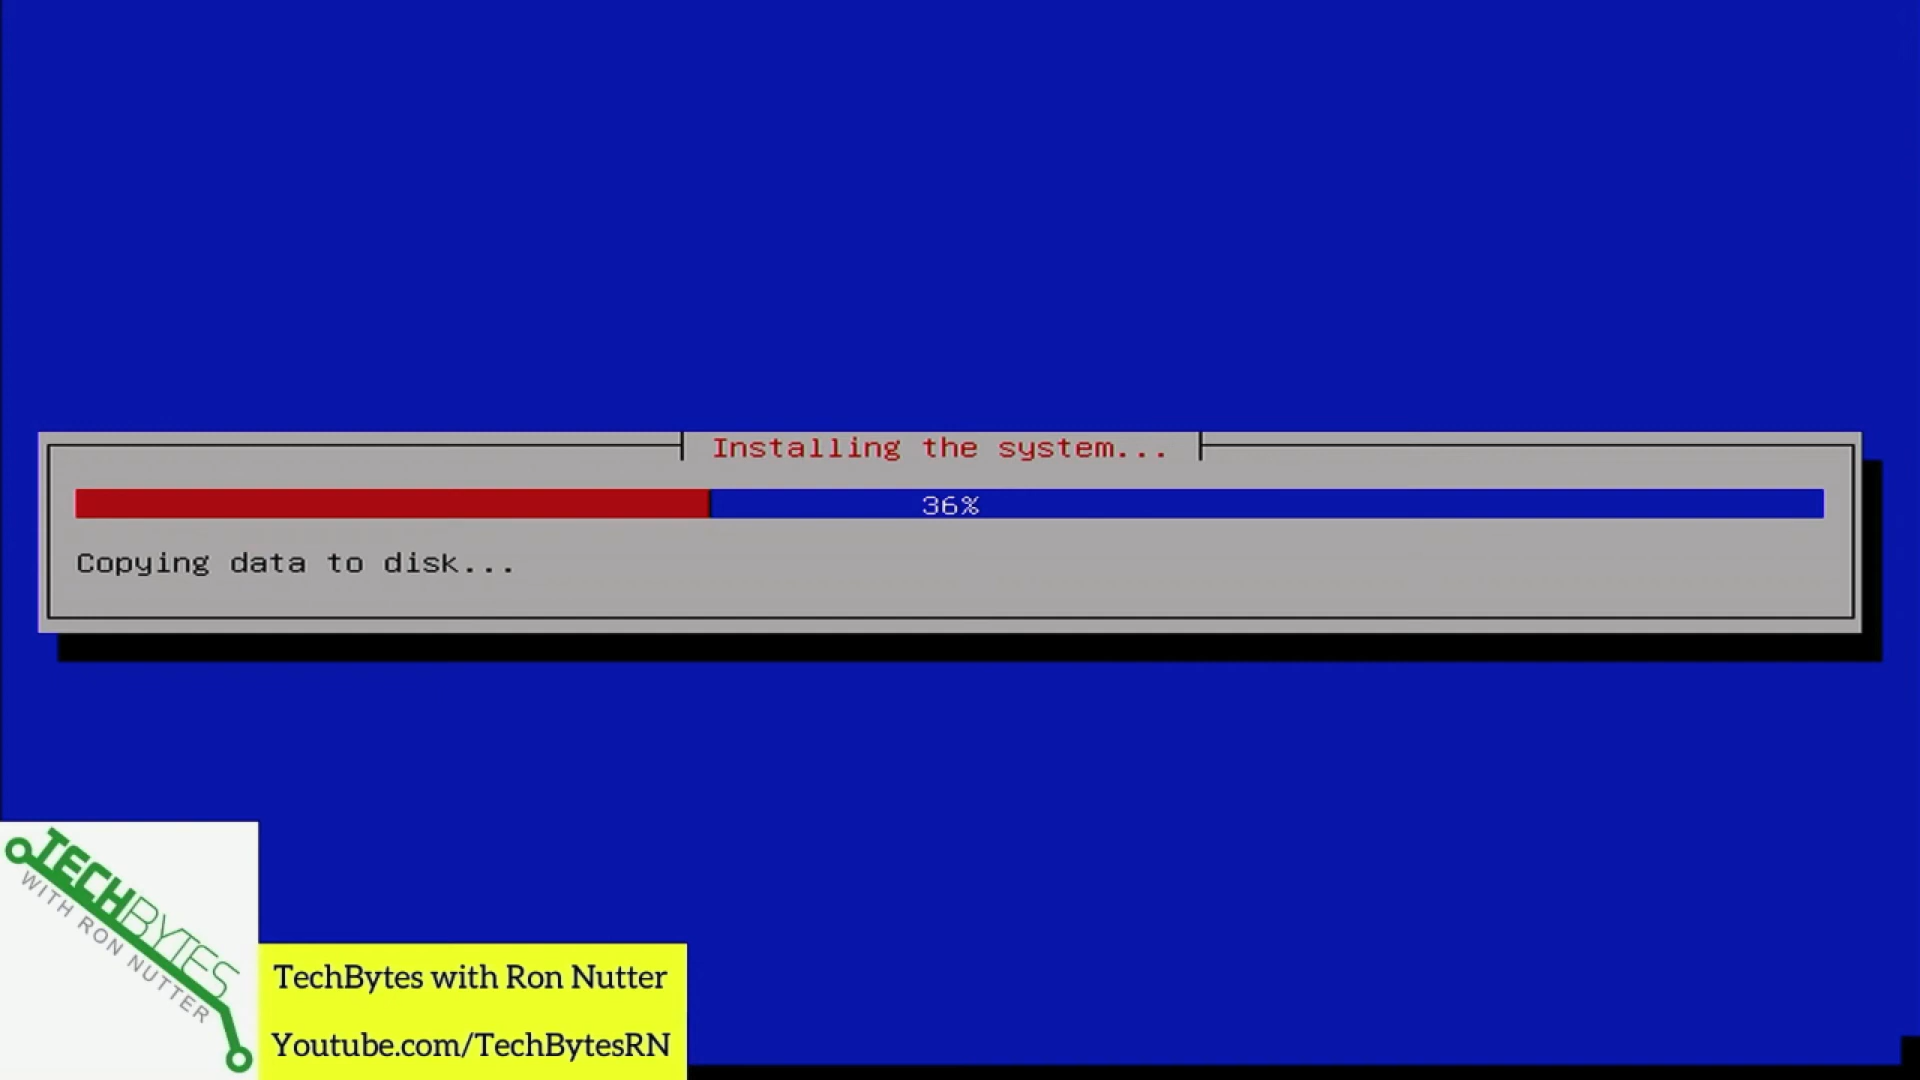 Installing the system...
36%
Copying data to disk...
TECHBYTES
WITH RON NUTTER
TechBytes with Ron Nutter
Youtube.com/TechBytesRN